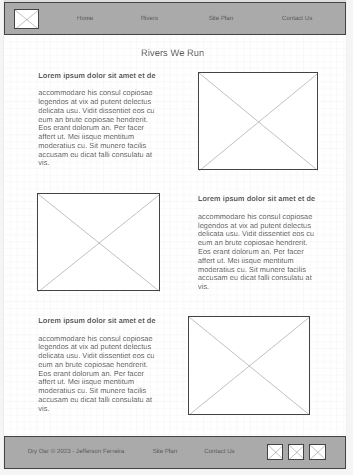 Home Rivers Site Plan Contact Us
Rivers We Run
Lorem ipsum dolor sit amet et de
accommodare his consul copiosae
legendos at vix ad putent delectus
delicata usu. Vidit dissentiet eos cu
eum an brute copiosae hendrerit.
Eos erant dolorum an. Per facer
affert ut. Mei iisque mentitum
moderatius cu. Sit munere facilis
accusam eu dicat falli consulatu at
vis.
Lorem ipsum dolor sit amet et de
accommodare his consul copiosae
legendos at vix ad putent delectus
delicata usu. Vidit dissentiet eos cu
eum an brute copiosae hendrerit.
Eos erant dolorum an. Per facer
affert ut. Mei iisque mentitum
moderatius cu. Sit munere facilis
accusam eu dicat falli consulatu at
vis.
Lorem ipsum dolor sit amet et de
accommodare his consul copiosae
legendos at vix ad putent delectus
delicata usu. Vidit dissentiet eos cu
eum an brute copiosae hendrerit.
Eos erant dolorum an. Per facer
affert ut. Mei iisque mentitum
moderatius cu. Sit munere facilis
accusam eu dicat falli consulatu at
vis.
Dry Oar © 2023 - Jefferson Ferreira Site Plan Contact Us